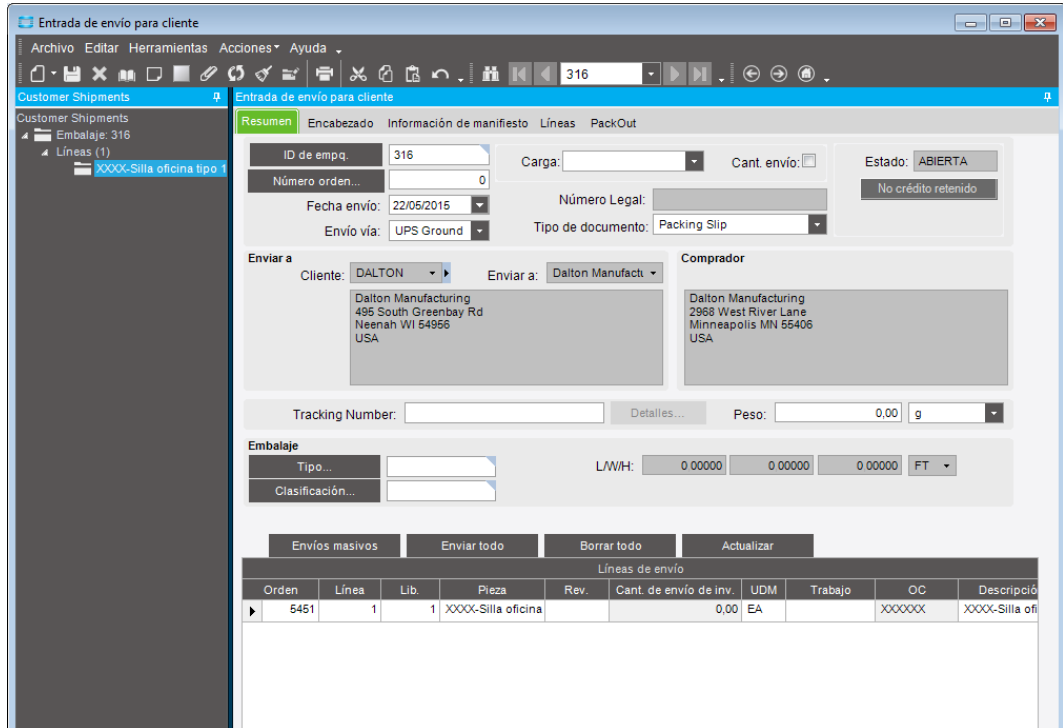 Entrada de envío para cliente
Archivo Editar Herramientas Acciones Ayuda
316
Customer Shipments
Entrada de envío para cliente
Customer Shipments
Embalaje: 316
Líneas (1)
XXXX-Silla oficina tipo 1
Resumen Encabezado Información de manifiesto Líneas PackOut
ID de empq. 316 Carga: Cant. envío: Estado: ABIERTA
Número orden... 0 No crédito retenido
Fecha envío: 22/05/2015 Número Legal:
Envío vía: UPS Ground Tipo de documento: Packing Slip
Enviar a
Cliente: DALTON Enviar a: Dalton Manufactu
Dalton Manufacturing
495 South Greenbay Rd
Neenah WI 54956
USA
Comprador
Dalton Manufacturing
2968 West River Lane
Minneapolis MN 55406
USA
Tracking Number: Detalles... Peso: 0,00 g
Embalaje
Tipo... L/W/H: 0 00000 0 00000 0 00000 FT
Clasificación...
Envíos masivos Enviar todo Borrar todo Actualizar
Líneas de envío
Orden Línea Lib. Pieza Rev. Cant. de envío de inv. UDM Trabajo OC Descripció
5451 1 1 XXXX-Silla oficina 0,00 EA XXXXXX XXXX-Silla ofi